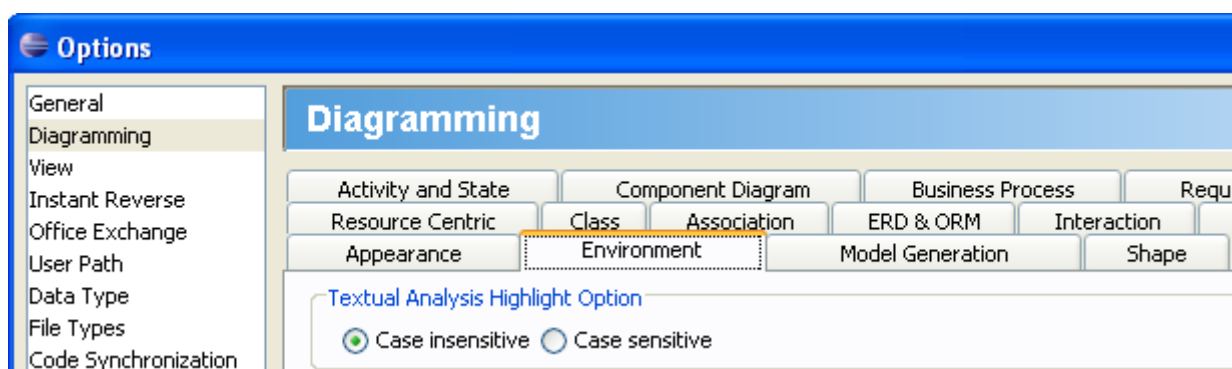 Options
General
Diagramming
View
Instant Reverse
Office Exchange
User Path
Data Type
File Types
Code Synchronization
Diagramming
Activity and State Component Diagram Business Process Requ
Resource Centric Class Association ERD & ORM Interaction
Appearance Environment Model Generation Shape
Textual Analysis Highlight Option
Case insensitive Case sensitive